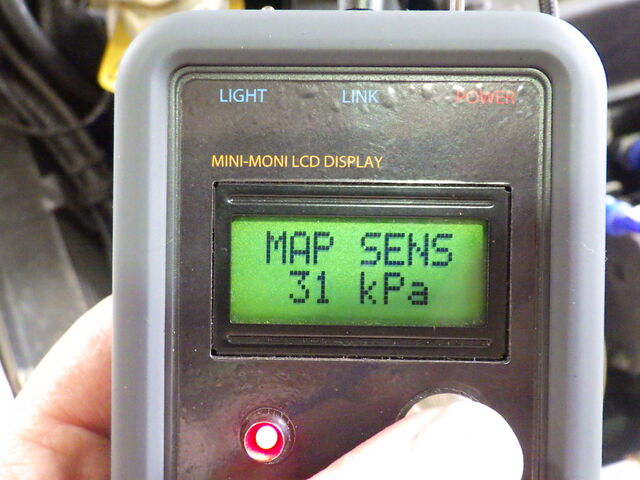 LIGHT LINK POWER
MINI-MONI LCD DISPLAY
MAP SENS
31 kPa